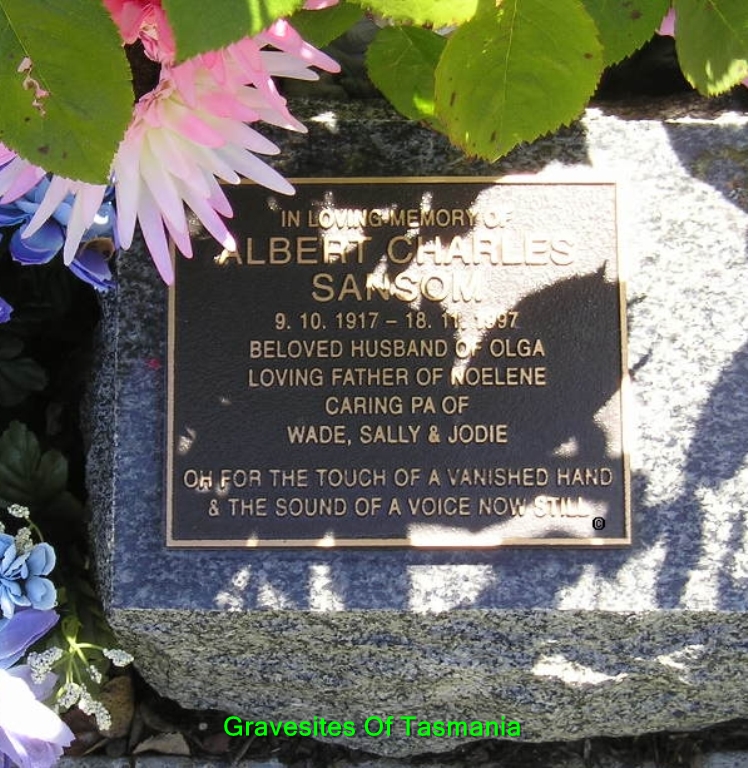 IN LOVING MEMORY OF
ALBERT CHARLES
SANSOM
9. 10. 1917 – 18. 11. 1997
BELOVED HUSBAND OF OLGA
LOVING FATHER OF NOELENE
CARING PA OF
WADE, SALLY & JODIE
OH FOR THE TOUCH OF A VANISHED HAND
& THE SOUND OF A VOICE NOW STILL
©
Gravesites Of Tasmania